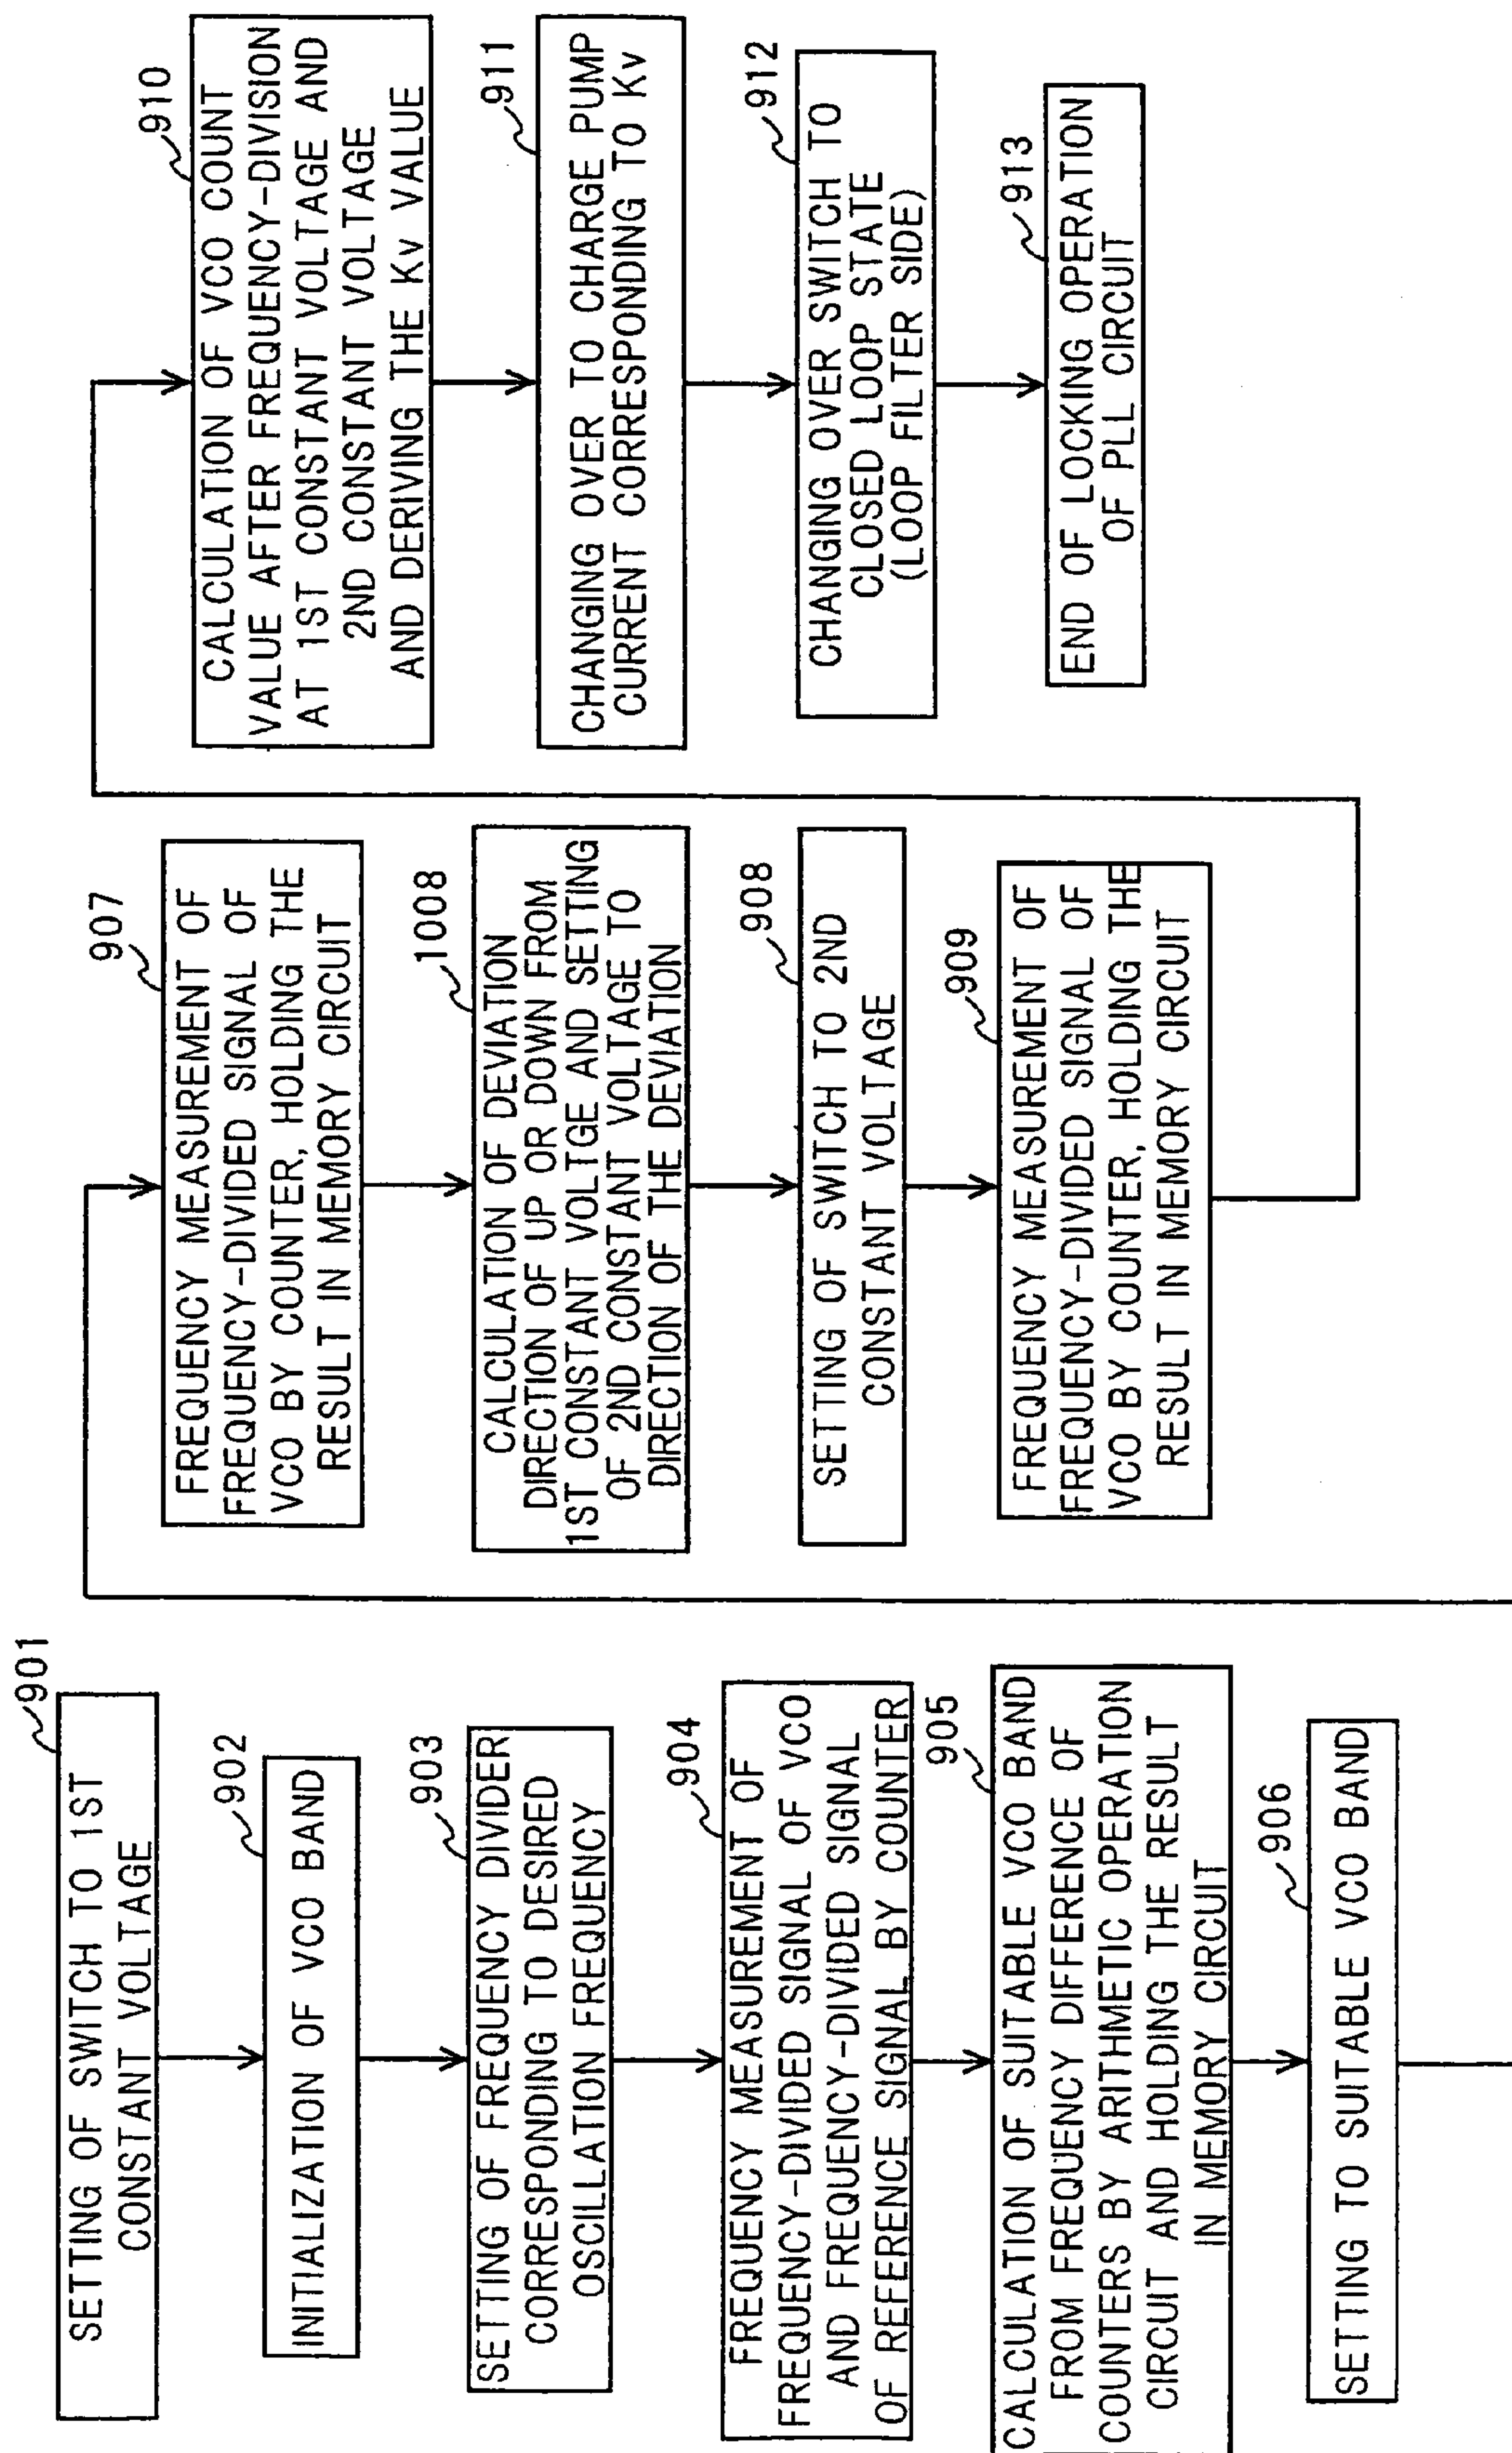 901
SETTING OF SWITCH TO 1ST
CONSTANT VOLTAGE
902
INITIALIZATION OF VCO BAND
903
SETTING OF FREQUENCY DIVIDER
CORRESPONDING TO DESIRED
OSCILLATION FREQUENCY
904
FREQUENCY MEASUREMENT OF
FREQUENCY-DIVIDED SIGNAL OF VCO
AND FREQUENCY-DIVIDED SIGNAL
OF REFERENCE SIGNAL BY COUNTER
905
CALCULATION OF SUITABLE VCO BAND
FROM FREQUENCY DIFFERENCE OF
COUNTERS BY ARITHMETIC OPERATION
CIRCUIT AND HOLDING THE RESULT
IN MEMORY CIRCUIT
906
SETTING TO SUITABLE VCO BAND
907
FREQUENCY MEASUREMENT OF
FREQUENCY-DIVIDED SIGNAL OF
VCO BY COUNTER, HOLDING THE
RESULT IN MEMORY CIRCUIT
1008
CALCULATION OF DEVIATION
DIRECTION OF UP OR DOWN FROM
1ST CONSTANT VOLTIGE AND SETTING
OF 2ND CONSTANT VOLTAGE TO
DIRECTION OF THE DEVIATION
908
SETTING OF SWITCH TO 2ND
CONSTANT VOLTAGE
909
FREQUENCY MEASUREMENT OF
FREQUENCY-DIVIDED SIGNAL OF
VCO BY COUNTER, HOLDING THE
RESULT IN MEMORY CIRCUIT
910
CALCULATION OF VCO COUNT
VALUE AFTER FREQUENCY-DIVISION
AT 1ST CONSTANT VOLTAGE AND
2ND CONSTANT VOLTAGE
AND DERIVING THE Kv VALUE
911
CHANGING OVER TO CHARGE PUMP
CURRENT CORRESPONDING TO Kv
912
CHANGING OVER SWITCH TO
CLOSED LOOP STATE
(LOOP FILTER SIDE)
913
END OF LOCKING OPERATION
OF PLL CIRCUIT